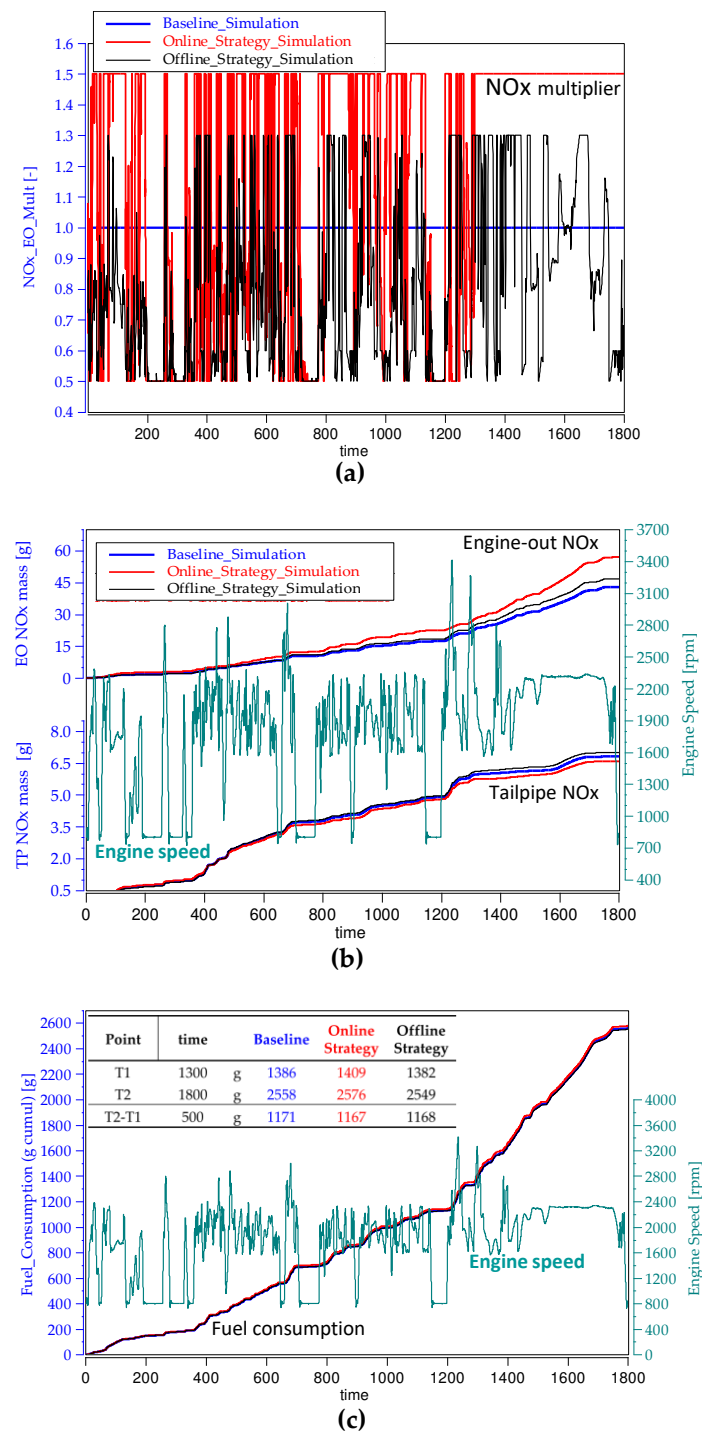 Baseline_Simulation
Online_Strategy_Simulation
Offline_Strategy_Simulation
NOx multiplier
NOx_EO_Mult [-]
1.6
1.5
1.4
1.3
1.2
1.1
1.0
0.9
0.8
0.7
0.6
0.5
0.4
200 400 600 800 1000 1200 1400 1600 1800
time
(a)
Baseline_Simulation
Online_Strategy_Simulation
Offline_Strategy_Simulation
Engine-out NOx
EO NOx mass [g]
60
45
30
15
0
TP NOx mass [g]
8.0
6.5
5.0
3.5
2.0
0.5
Engine speed
Tailpipe NOx
Engine Speed [rpm]
3700
3400
3100
2800
2500
2200
1900
1600
1300
1000
700
400
0 200 400 600 800 1000 1200 1400 1600 1800
time
(b)
Fuel_Consumption (g cumul) [g]
2600
2400
2200
2000
1800
1600
1400
1200
1000
800
600
400
200
0
Point time Baseline Online Strategy Offline Strategy
T1 1300 g 1386 1409 1382
T2 1800 g 2558 2576 2549
T2-T1 500 g 1171 1167 1168
Engine speed
Fuel consumption
Engine Speed [rpm]
4000
3600
3200
2800
2400
2000
1600
1200
800
400
0
0 200 400 600 800 1000 1200 1400 1600 1800
time
(c)